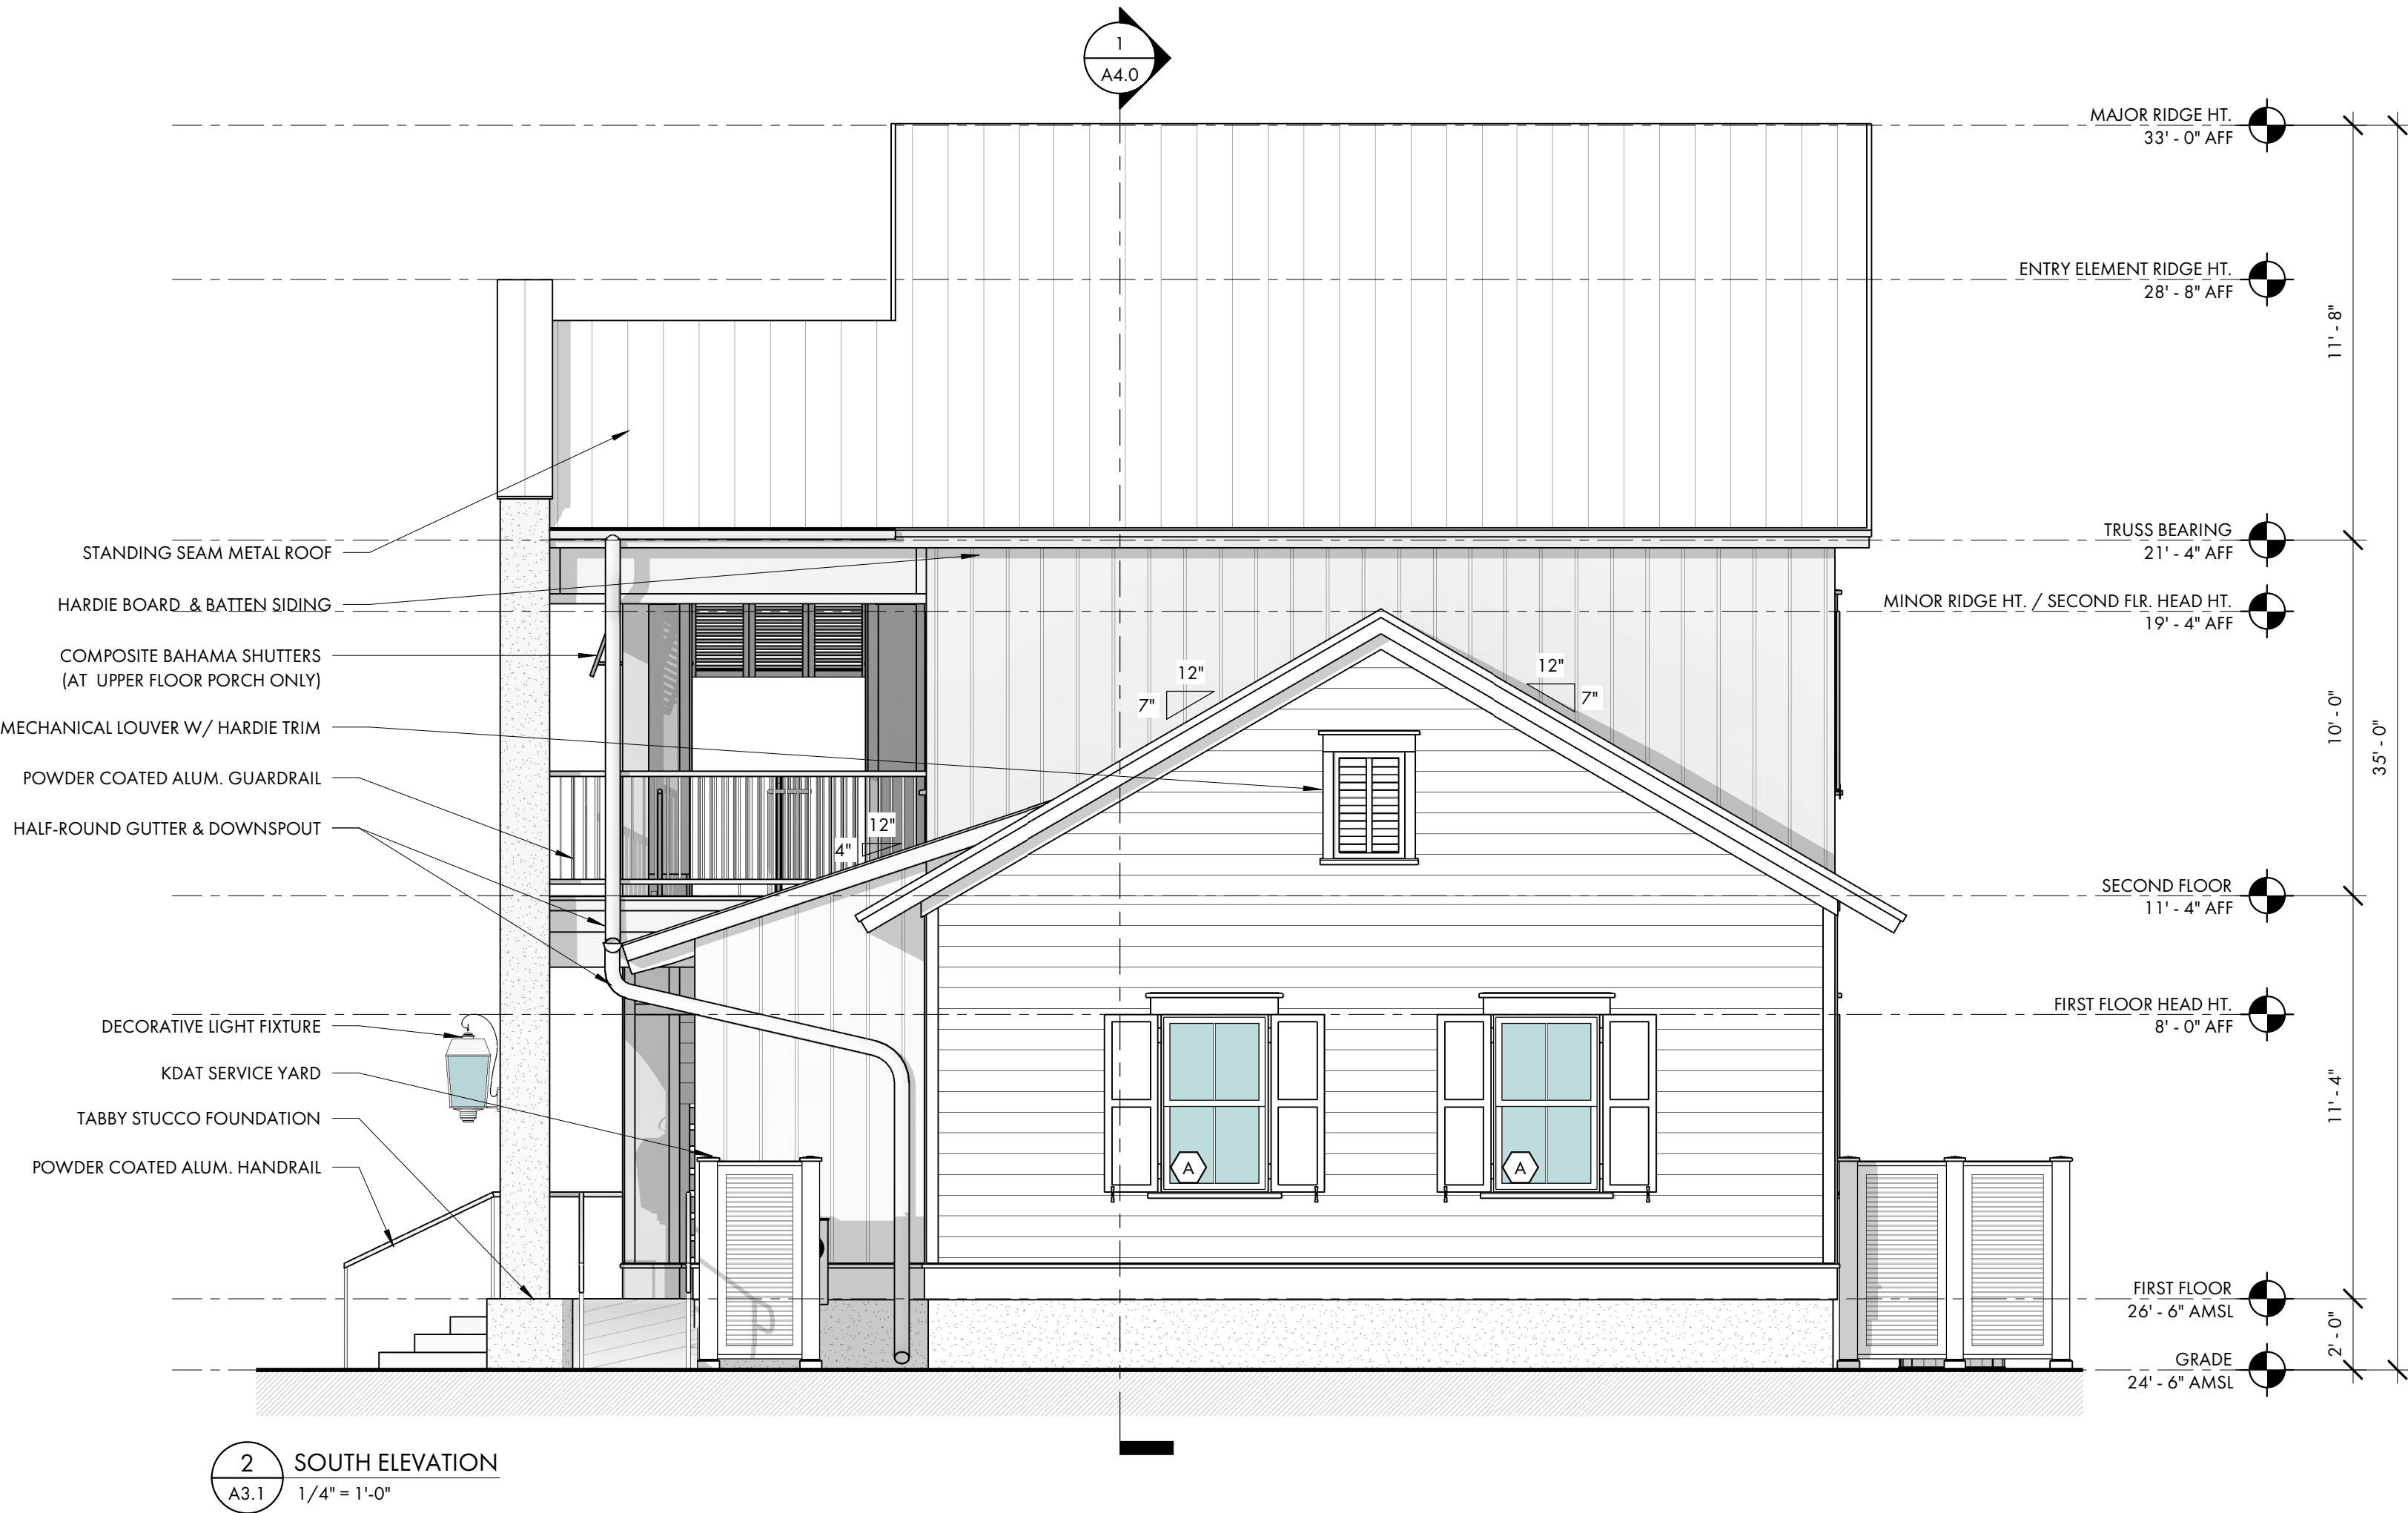 1
A4.0
MAJOR RIDGE HT.
33' - 0" AFF
ENTRY ELEMENT RIDGE HT.
28' - 8" AFF
11' - 8"
TRUSS BEARING
21' - 4" AFF
MINOR RIDGE HT. / SECOND FLR. HEAD HT.
19' - 4" AFF
10' - 0"
35' - 0"
SECOND FLOOR
11' - 4" AFF
FIRST FLOOR HEAD HT.
8' - 0" AFF
11' - 4"
FIRST FLOOR
26' - 6" AMSL
2' - 0"
GRADE
24' - 6" AMSL
STANDING SEAM METAL ROOF
HARDIE BOARD & BATTEN SIDING
COMPOSITE BAHAMA SHUTTERS
(AT UPPER FLOOR PORCH ONLY)
MECHANICAL LOUVER W/ HARDIE TRIM
POWDER COATED ALUM. GUARDRAIL
HALF-ROUND GUTTER & DOWNSPOUT
DECORATIVE LIGHT FIXTURE
KDAT SERVICE YARD
TABBY STUCCO FOUNDATION
POWDER COATED ALUM. HANDRAIL
12"
7"
12"
7"
12"
4"
A
A
2
A3.1
SOUTH ELEVATION
1/4" = 1'-0"